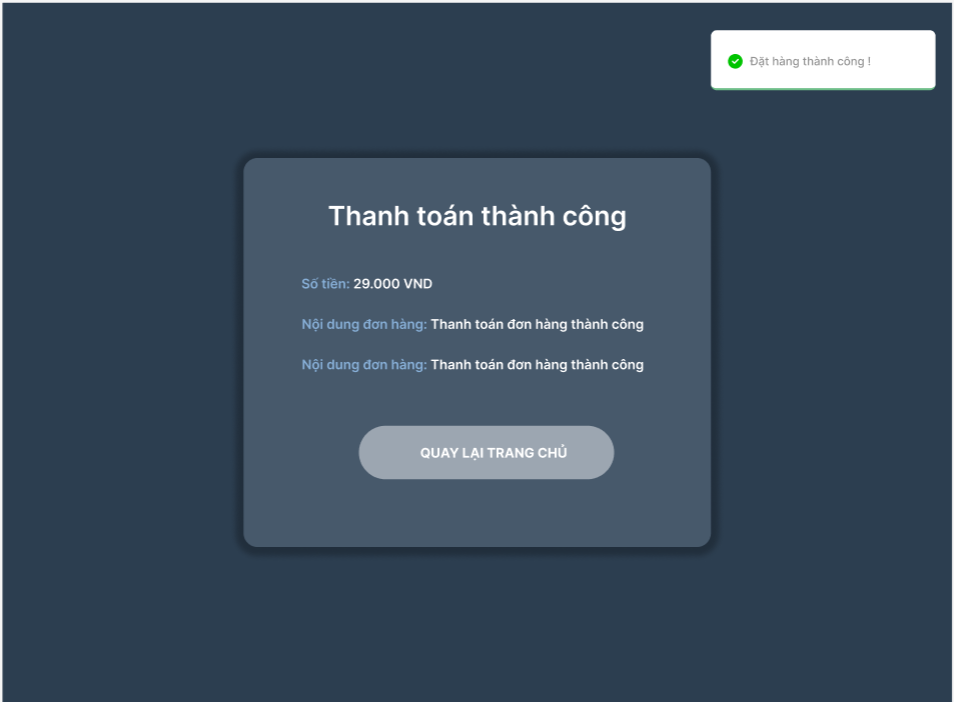 Đặt hàng thành công !
Thanh toán thành công
Số tiền: 29.000 VND
Nội dung đơn hàng: Thanh toán đơn hàng thành công
Nội dung đơn hàng: Thanh toán đơn hàng thành công
QUAY LẠI TRANG CHỦ